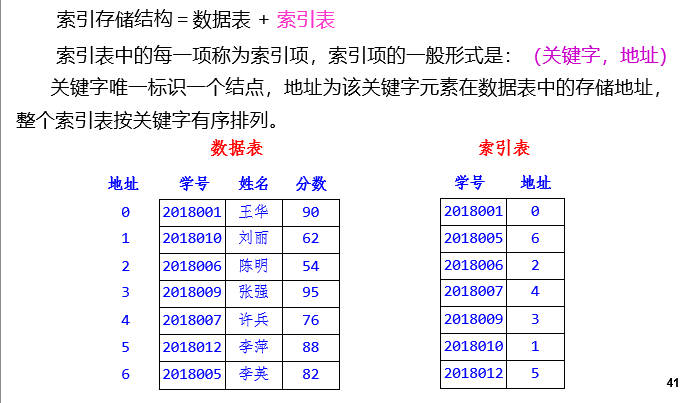 索引存储结构 = 数据表 + 索引表
索引表中的每一项称为索引项，索引项的一般形式是：（关键字，地址）
关键字唯一标识一个结点，地址为该关键字元素在数据表中的存储地址，
整个索引表按关键字有序排列。
数据表
地址 学号 姓名 分数
0 2018001 王华 90
1 2018010 刘丽 62
2 2018006 陈明 54
3 2018009 张强 95
4 2018007 许兵 76
5 2018012 李萍 88
6 2018005 李英 82
索引表
学号 地址
2018001 0
2018005 6
2018006 2
2018007 4
2018009 3
2018010 1
2018012 5
41